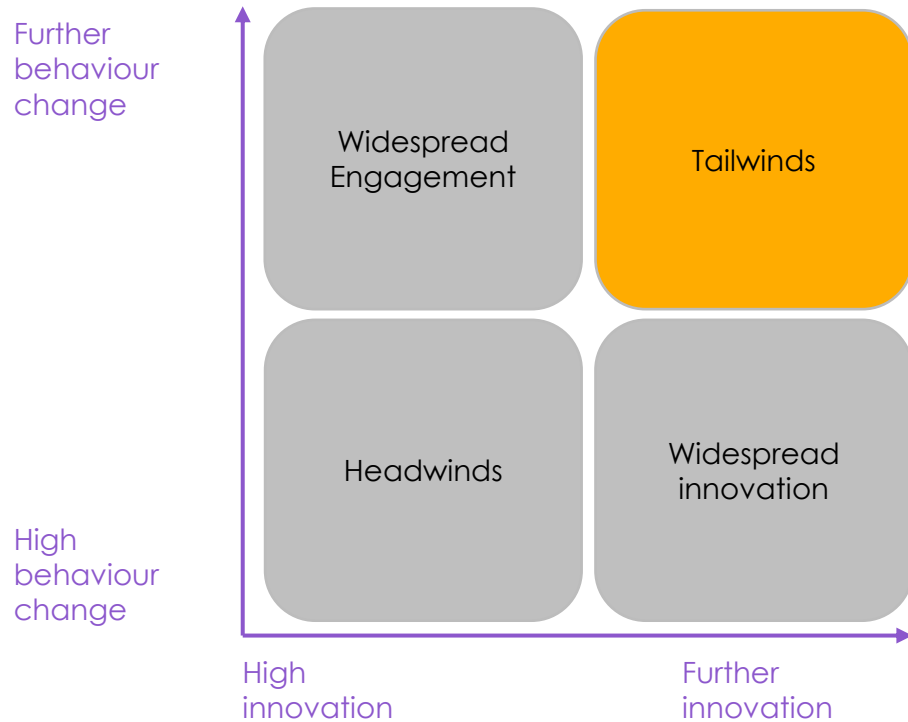 Further
behaviour
change
Widespread
Engagement
Tailwinds
Headwinds
Widespread
innovation
High
behaviour
change
High
innovation
Further
innovation